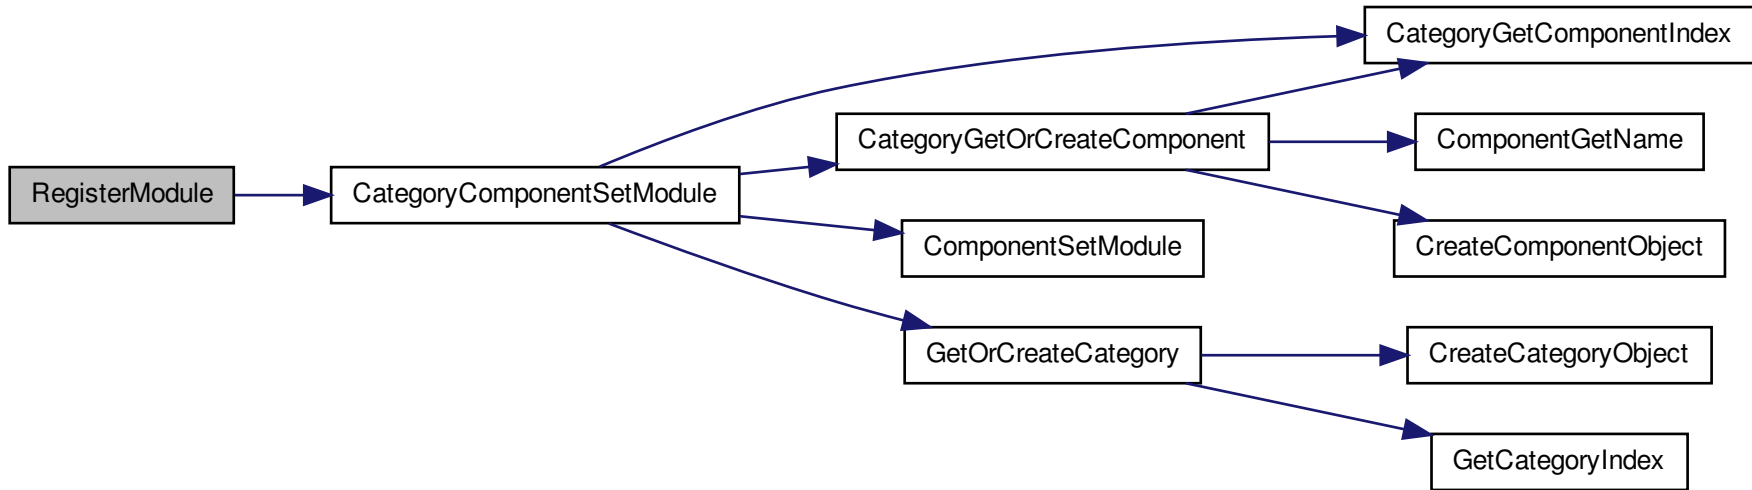 RegisterModule
CategoryComponentSetModule
CategoryGetComponentIndex
CategoryGetOrCreateComponent
ComponentGetName
ComponentSetModule
CreateComponentObject
GetOrCreateCategory
CreateCategoryObject
GetCategoryIndex